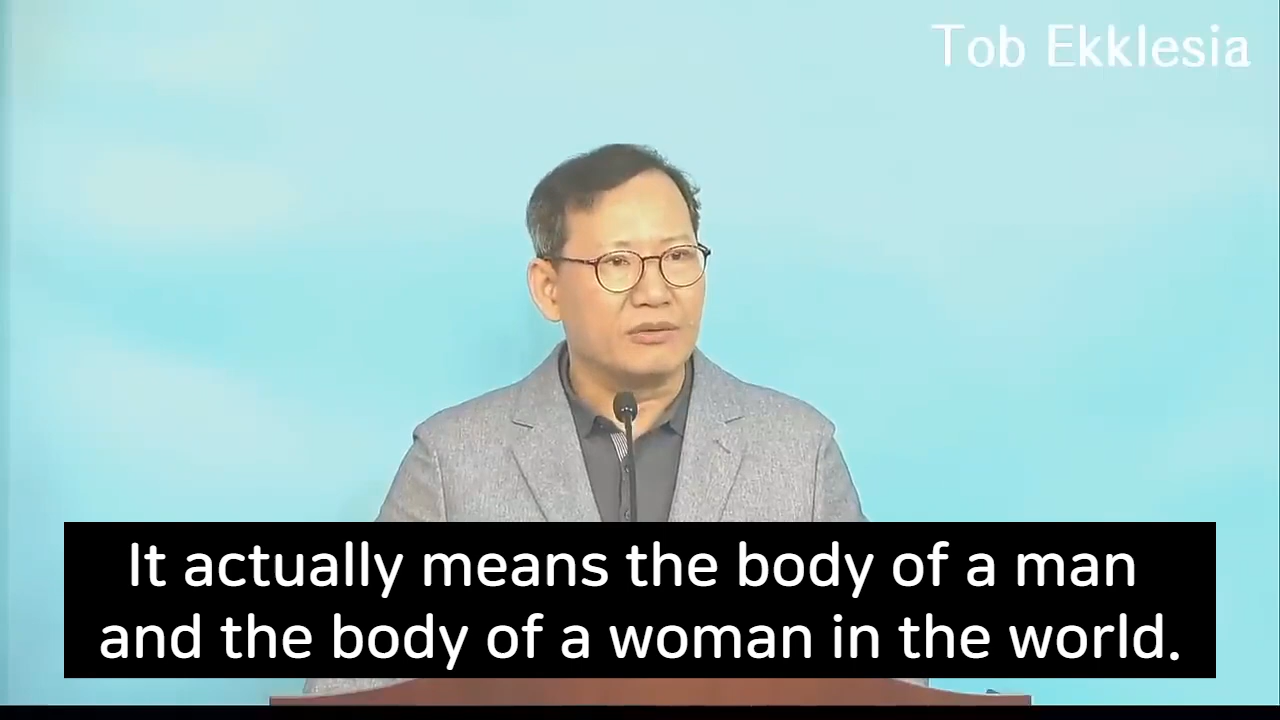 Tob Ekklesia
It actually means the body of a man
and the body of a woman in the world.